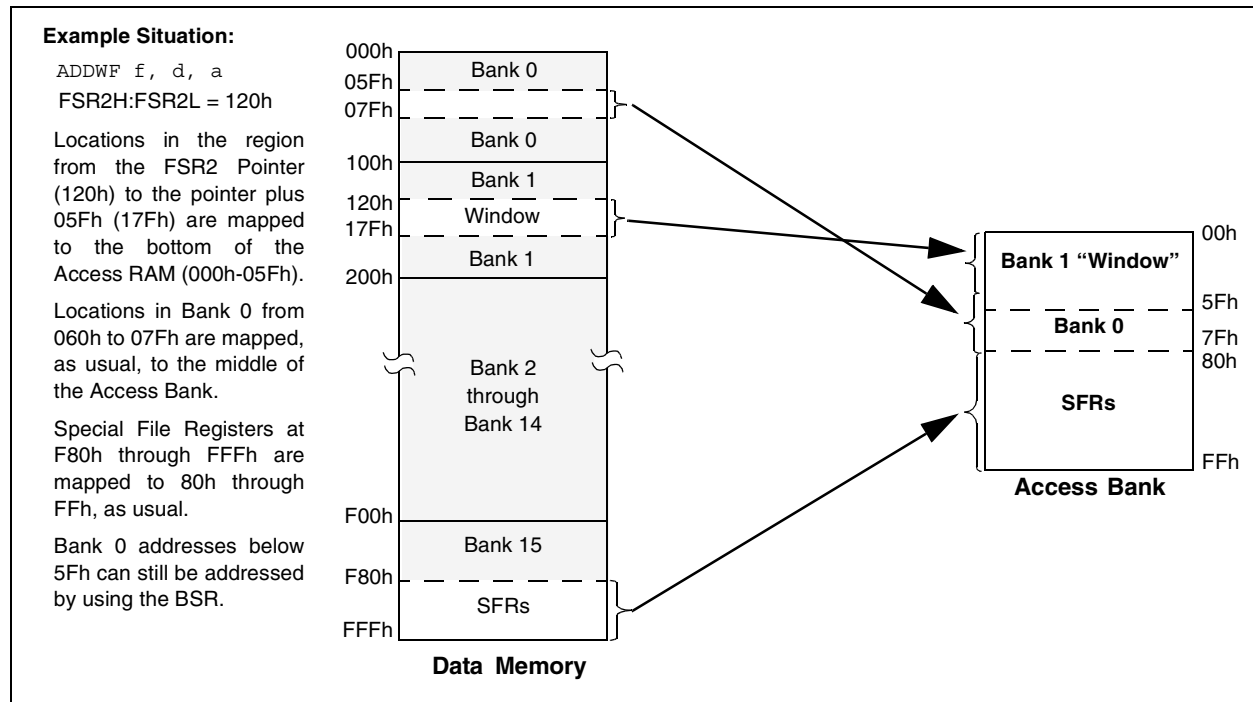 Example Situation:
ADDWF f, d, a
FSR2H:FSR2L = 120h
Locations in the region
from the FSR2 Pointer
(120h) to the pointer plus
05Fh (17Fh) are mapped
to the bottom of the
Access RAM (000h-05Fh).
Locations in Bank 0 from
060h to 07Fh are mapped,
as usual, to the middle of
the Access Bank.
Special File Registers at
F80h through FFFh are
mapped to 80h through
FFh, as usual.
Bank 0 addresses below
5Fh can still be addressed
by using the BSR.
000h
Bank 0
05Fh
07Fh
Bank 0
100h
Bank 1
120h
Window
17Fh
Bank 1
200h
Bank 2
through
Bank 14
F00h
Bank 15
F80h
SFRs
FFFh
Data Memory
00h
Bank 1 “Window”
5Fh
Bank 0
7Fh
80h
SFRs
FFh
Access Bank